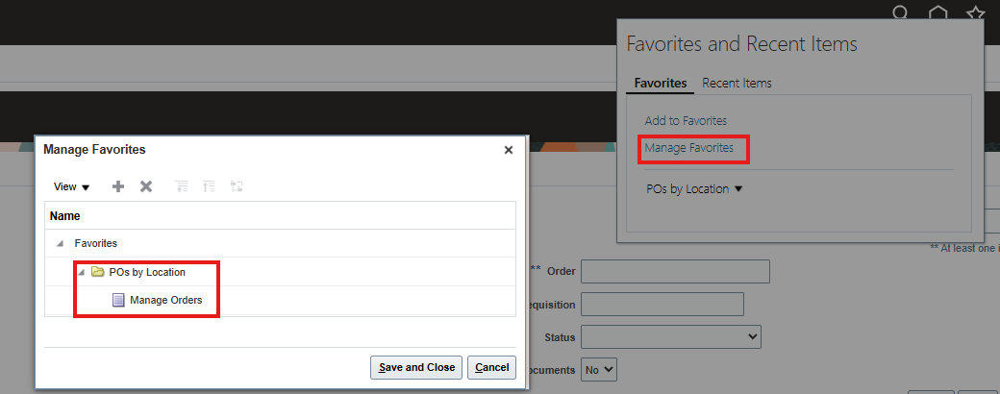 Favorites and Recent Items
Favorites Recent Items
Add to Favorites
Manage Favorites
POs by Location
Manage Favorites
View
Name
Favorites
POs by Location
Manage Orders
Save and Close Cancel
** At least one i
** Order
equisition
Status
ocuments No